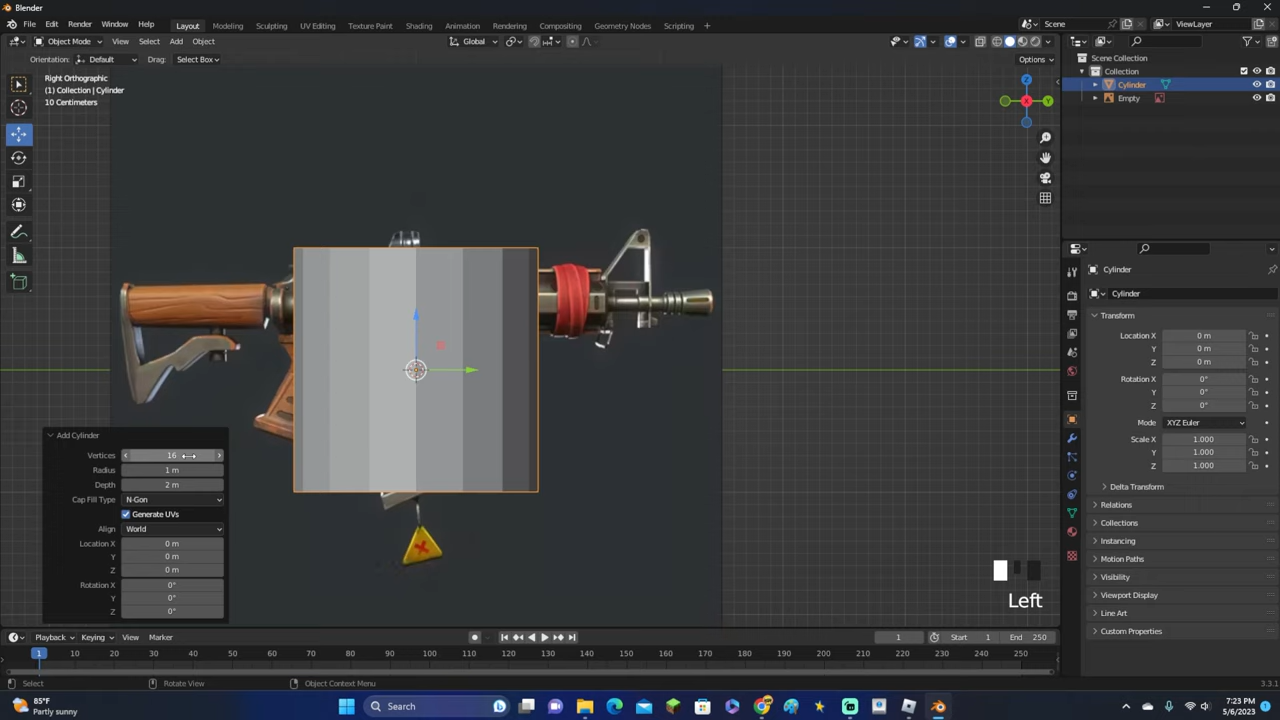 Blender
File Edit Render Window Help Layout Modeling Sculpting UV Editing Texture Paint Shading Animation Rendering Compositing Geometry Nodes Scripting + Scene ViewLayer
Object Mode View Select Add Object Global
Orientation: Default Drag: Select Box Options
Right Orthographic
(1) Collection | Cylinder
10 Centimeters
Scene Collection
Collection
Cylinder
Empty
X
Y
Z
Cylinder
Cylinder
Transform
Location X 0 m
Y 0 m
Z 0 m
Rotation X 0°
Y 0°
Z 0°
Mode XYZ Euler
Scale X 1.000
Y 1.000
Z 1.000
Delta Transform
Relations
Collections
Instancing
Motion Paths
Visibility
Viewport Display
Line Art
Custom Properties
Add Cylinder
Vertices 16
Radius 1 m
Depth 2 m
Cap Fill Type N-Gon
Generate UVs
Align World
Location X 0 m
Y 0 m
Z 0 m
Rotation X 0°
Y 0°
Z 0°
Left
Playback Keying View Marker 1 Start 1 End 250
1 10 20 30 40 50 60 70 80 90 100 110 120 130 140 150 160 170 180 190 200 210 220 230 240 250
Select Rotate View Object Context Menu 3.3.1
85°F
Partly sunny
Search
7:23 PM
5/6/2023